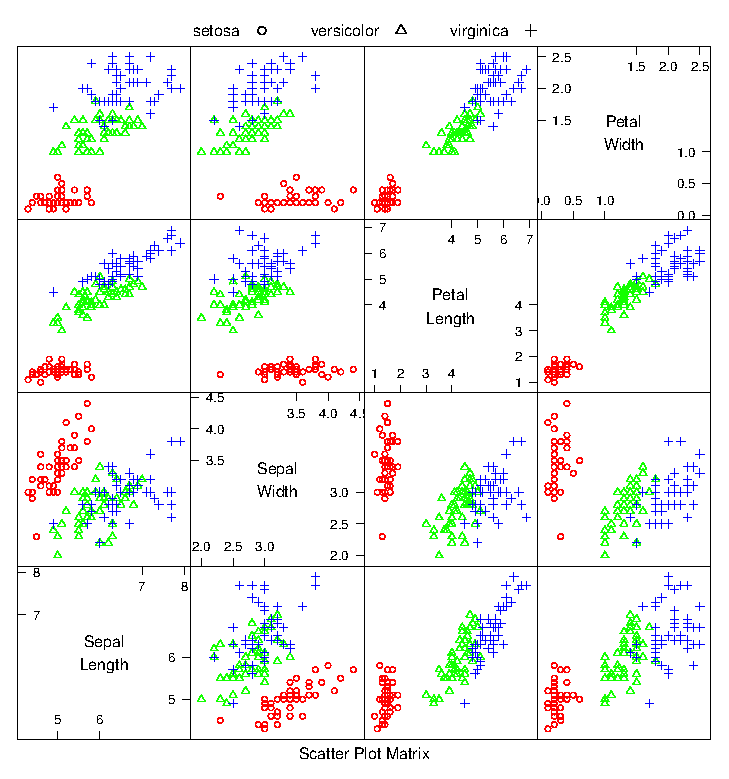 setosa versicolor virginica
1.5 2.0 2.5
2.5
2.0
1.5
Petal
Width
1.0
0.5
0.0
0.0 0.5 1.0
7
6
5
4
4 5 6 7
Petal
Length
1 2 3 4
4
3
2
1
4.5
4.0
3.5
3.5 4.0 4.5
Sepal
Width
2.0 2.5 3.0
3.0
2.5
2.0
8
7
7 8
Sepal
Length
5 6
6
5
Scatter Plot Matrix